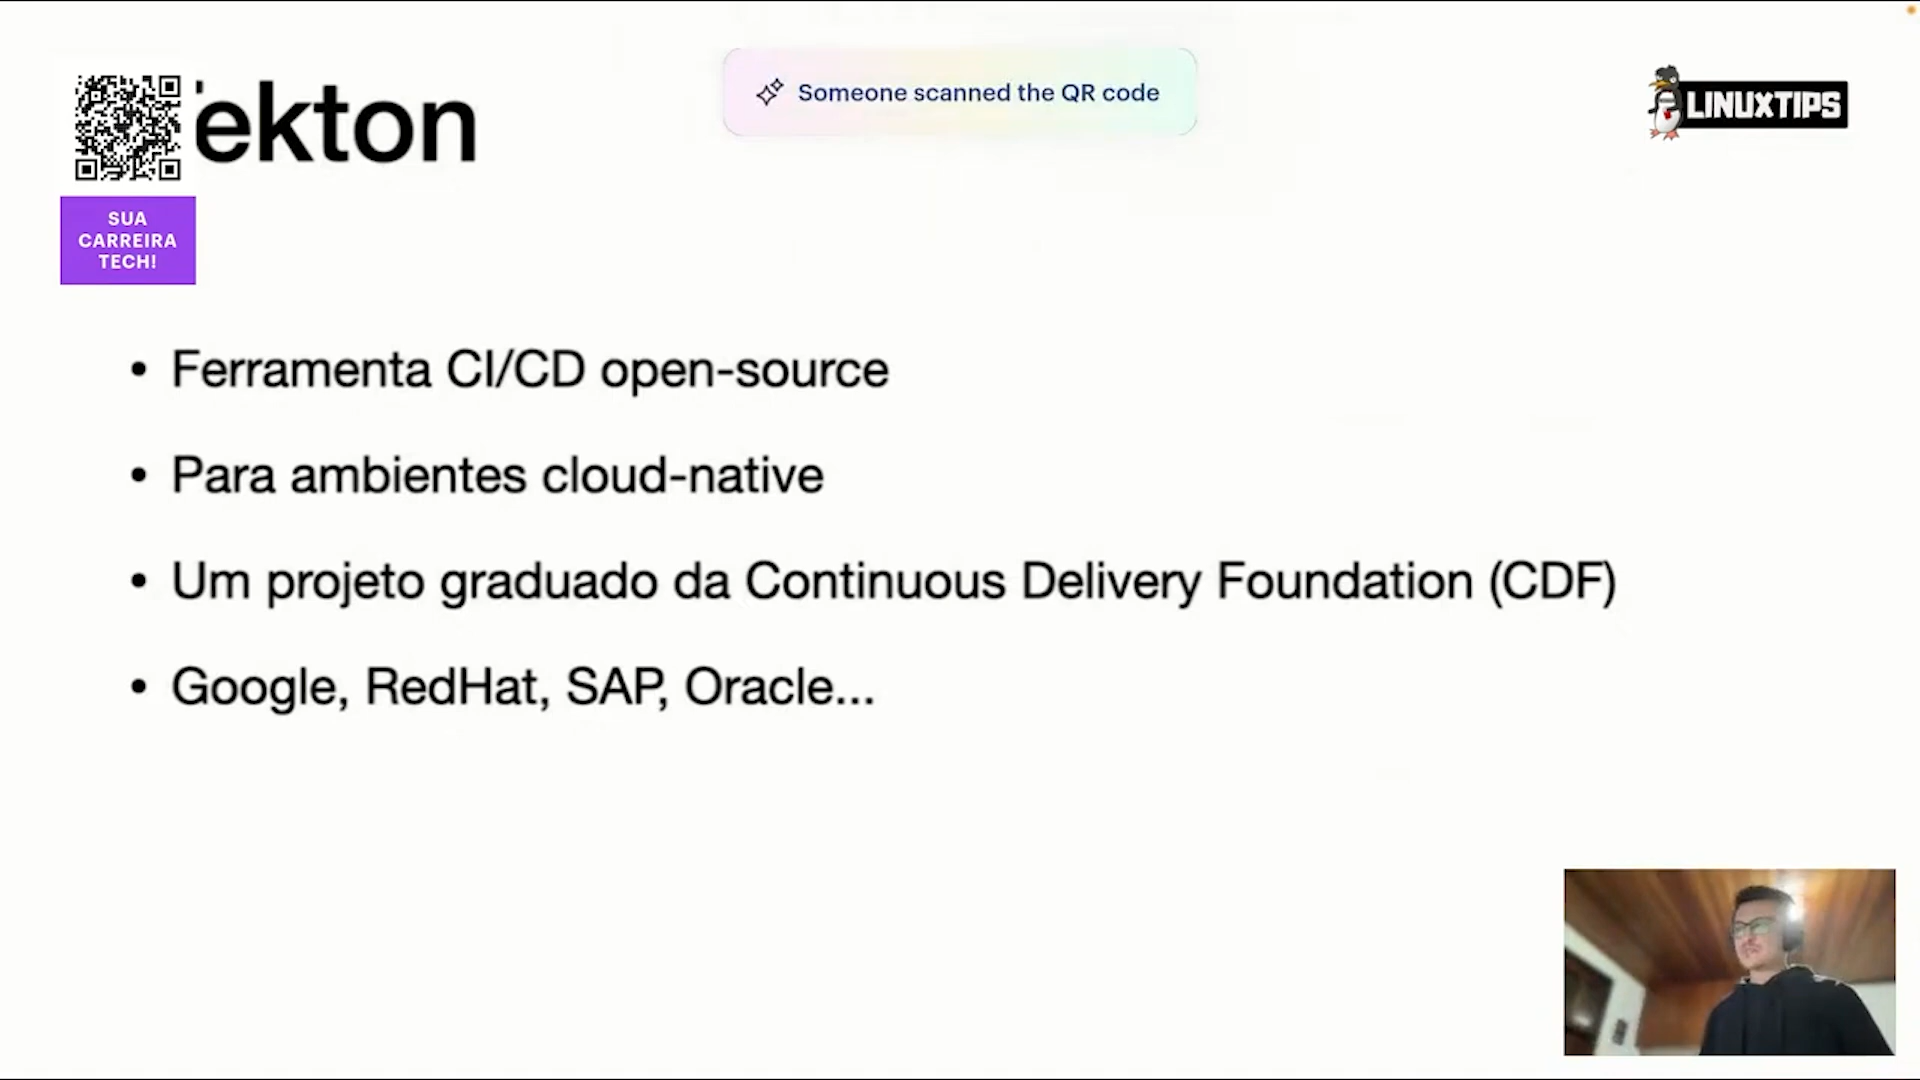 ekton
Someone scanned the QR code
LINUXTIPS
SUA
CARREIRA
TECH!
• Ferramenta CI/CD open-source
• Para ambientes cloud-native
• Um projeto graduado da Continuous Delivery Foundation (CDF)
• Google, RedHat, SAP, Oracle...